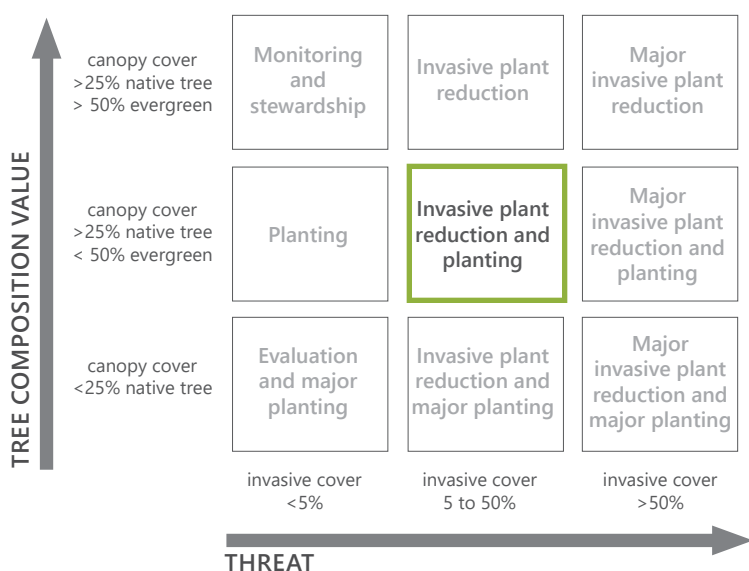 TREE COMPOSITION VALUE
canopy cover
>25% native tree
> 50% evergreen
Monitoring
and
stewardship
Invasive plant
reduction
Major
invasive plant
reduction
canopy cover
>25% native tree
< 50% evergreen
Planting
Invasive plant
reduction and
planting
Major
invasive plant
reduction and
planting
canopy cover
<25% native tree
Evaluation
and major
planting
Invasive plant
reduction and
major planting
Major
invasive plant
reduction and
major planting
invasive cover
<5%
invasive cover
5 to 50%
invasive cover
>50%
THREAT